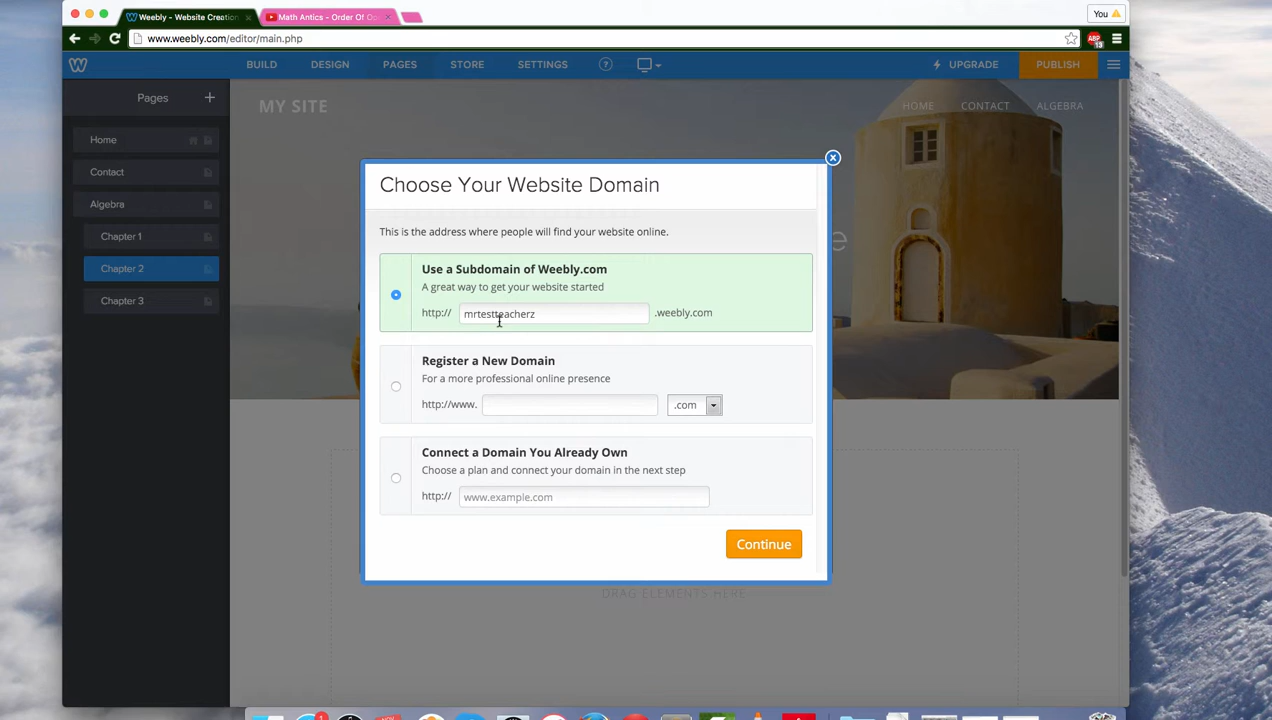 Weebly - Website Creation
Math Antics - Order Of O
You
www.weebly.com/editor/main.php
ABP
13
BUILD
DESIGN
PAGES
STORE
SETTINGS
?
UPGRADE
PUBLISH
Pages +
MY SITE
HOME
CONTACT
ALGEBRA
Home
Contact
Algebra
Chapter 1
Chapter 2
Chapter 3
Choose Your Website Domain
This is the address where people will find your website online.
Use a Subdomain of Weebly.com
A great way to get your website started
http:// mrtestteacherz .weebly.com
Register a New Domain
For a more professional online presence
http://www. .com
Connect a Domain You Already Own
Choose a plan and connect your domain in the next step
http:// www.example.com
Continue
DRAG ELEMENTS HERE